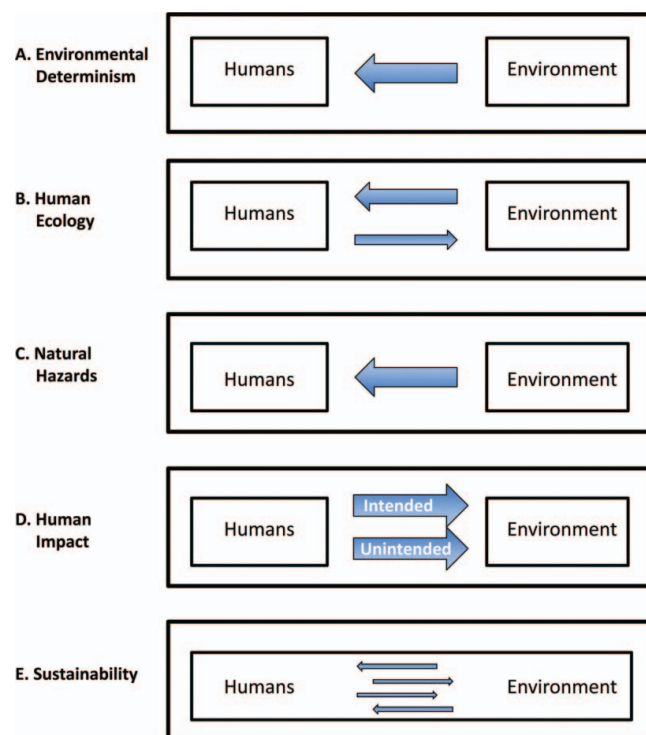 A. Environmental
Determinism
Humans
Environment
B. Human
Ecology
Humans
Environment
C. Natural
Hazards
Humans
Environment
D. Human
Impact
Humans
Intended
Unintended
Environment
E. Sustainability
Humans
Environment